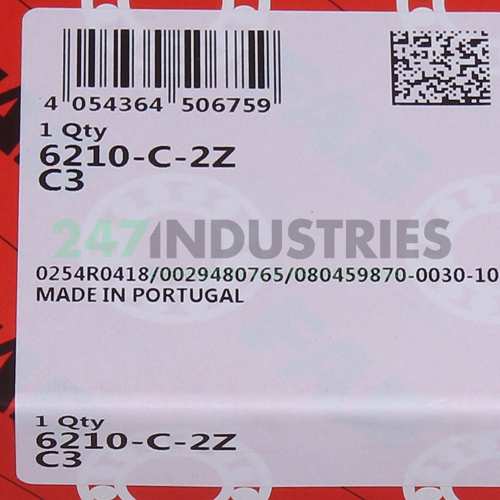 4 054364 506759
1 Qty
6210-C-2Z
C3
247INDUSTRIES
0254R0418/0029480765/080459870-0030-10
MADE IN PORTUGAL
1 Qty
6210-C-2Z
C3